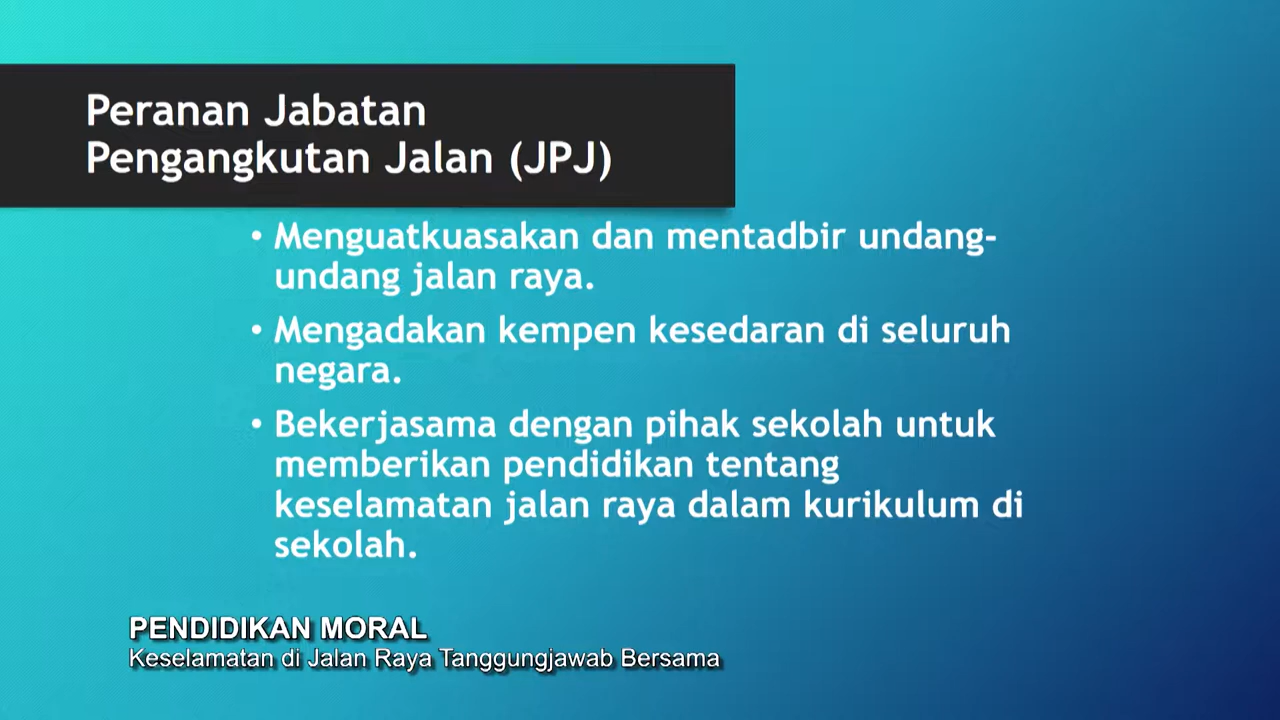 Peranan Jabatan
Pengangkutan Jalan (JPJ)
• Menguatkuasakan dan mentadbir undang-
undang jalan raya.
• Mengadakan kempen kesedaran di seluruh
negara.
• Bekerjasama dengan pihak sekolah untuk
memberikan pendidikan tentang
keselamatan jalan raya dalam kurikulum di
sekolah.
PENDIDIKAN MORAL
Keselamatan di Jalan Raya Tanggungjawab Bersama